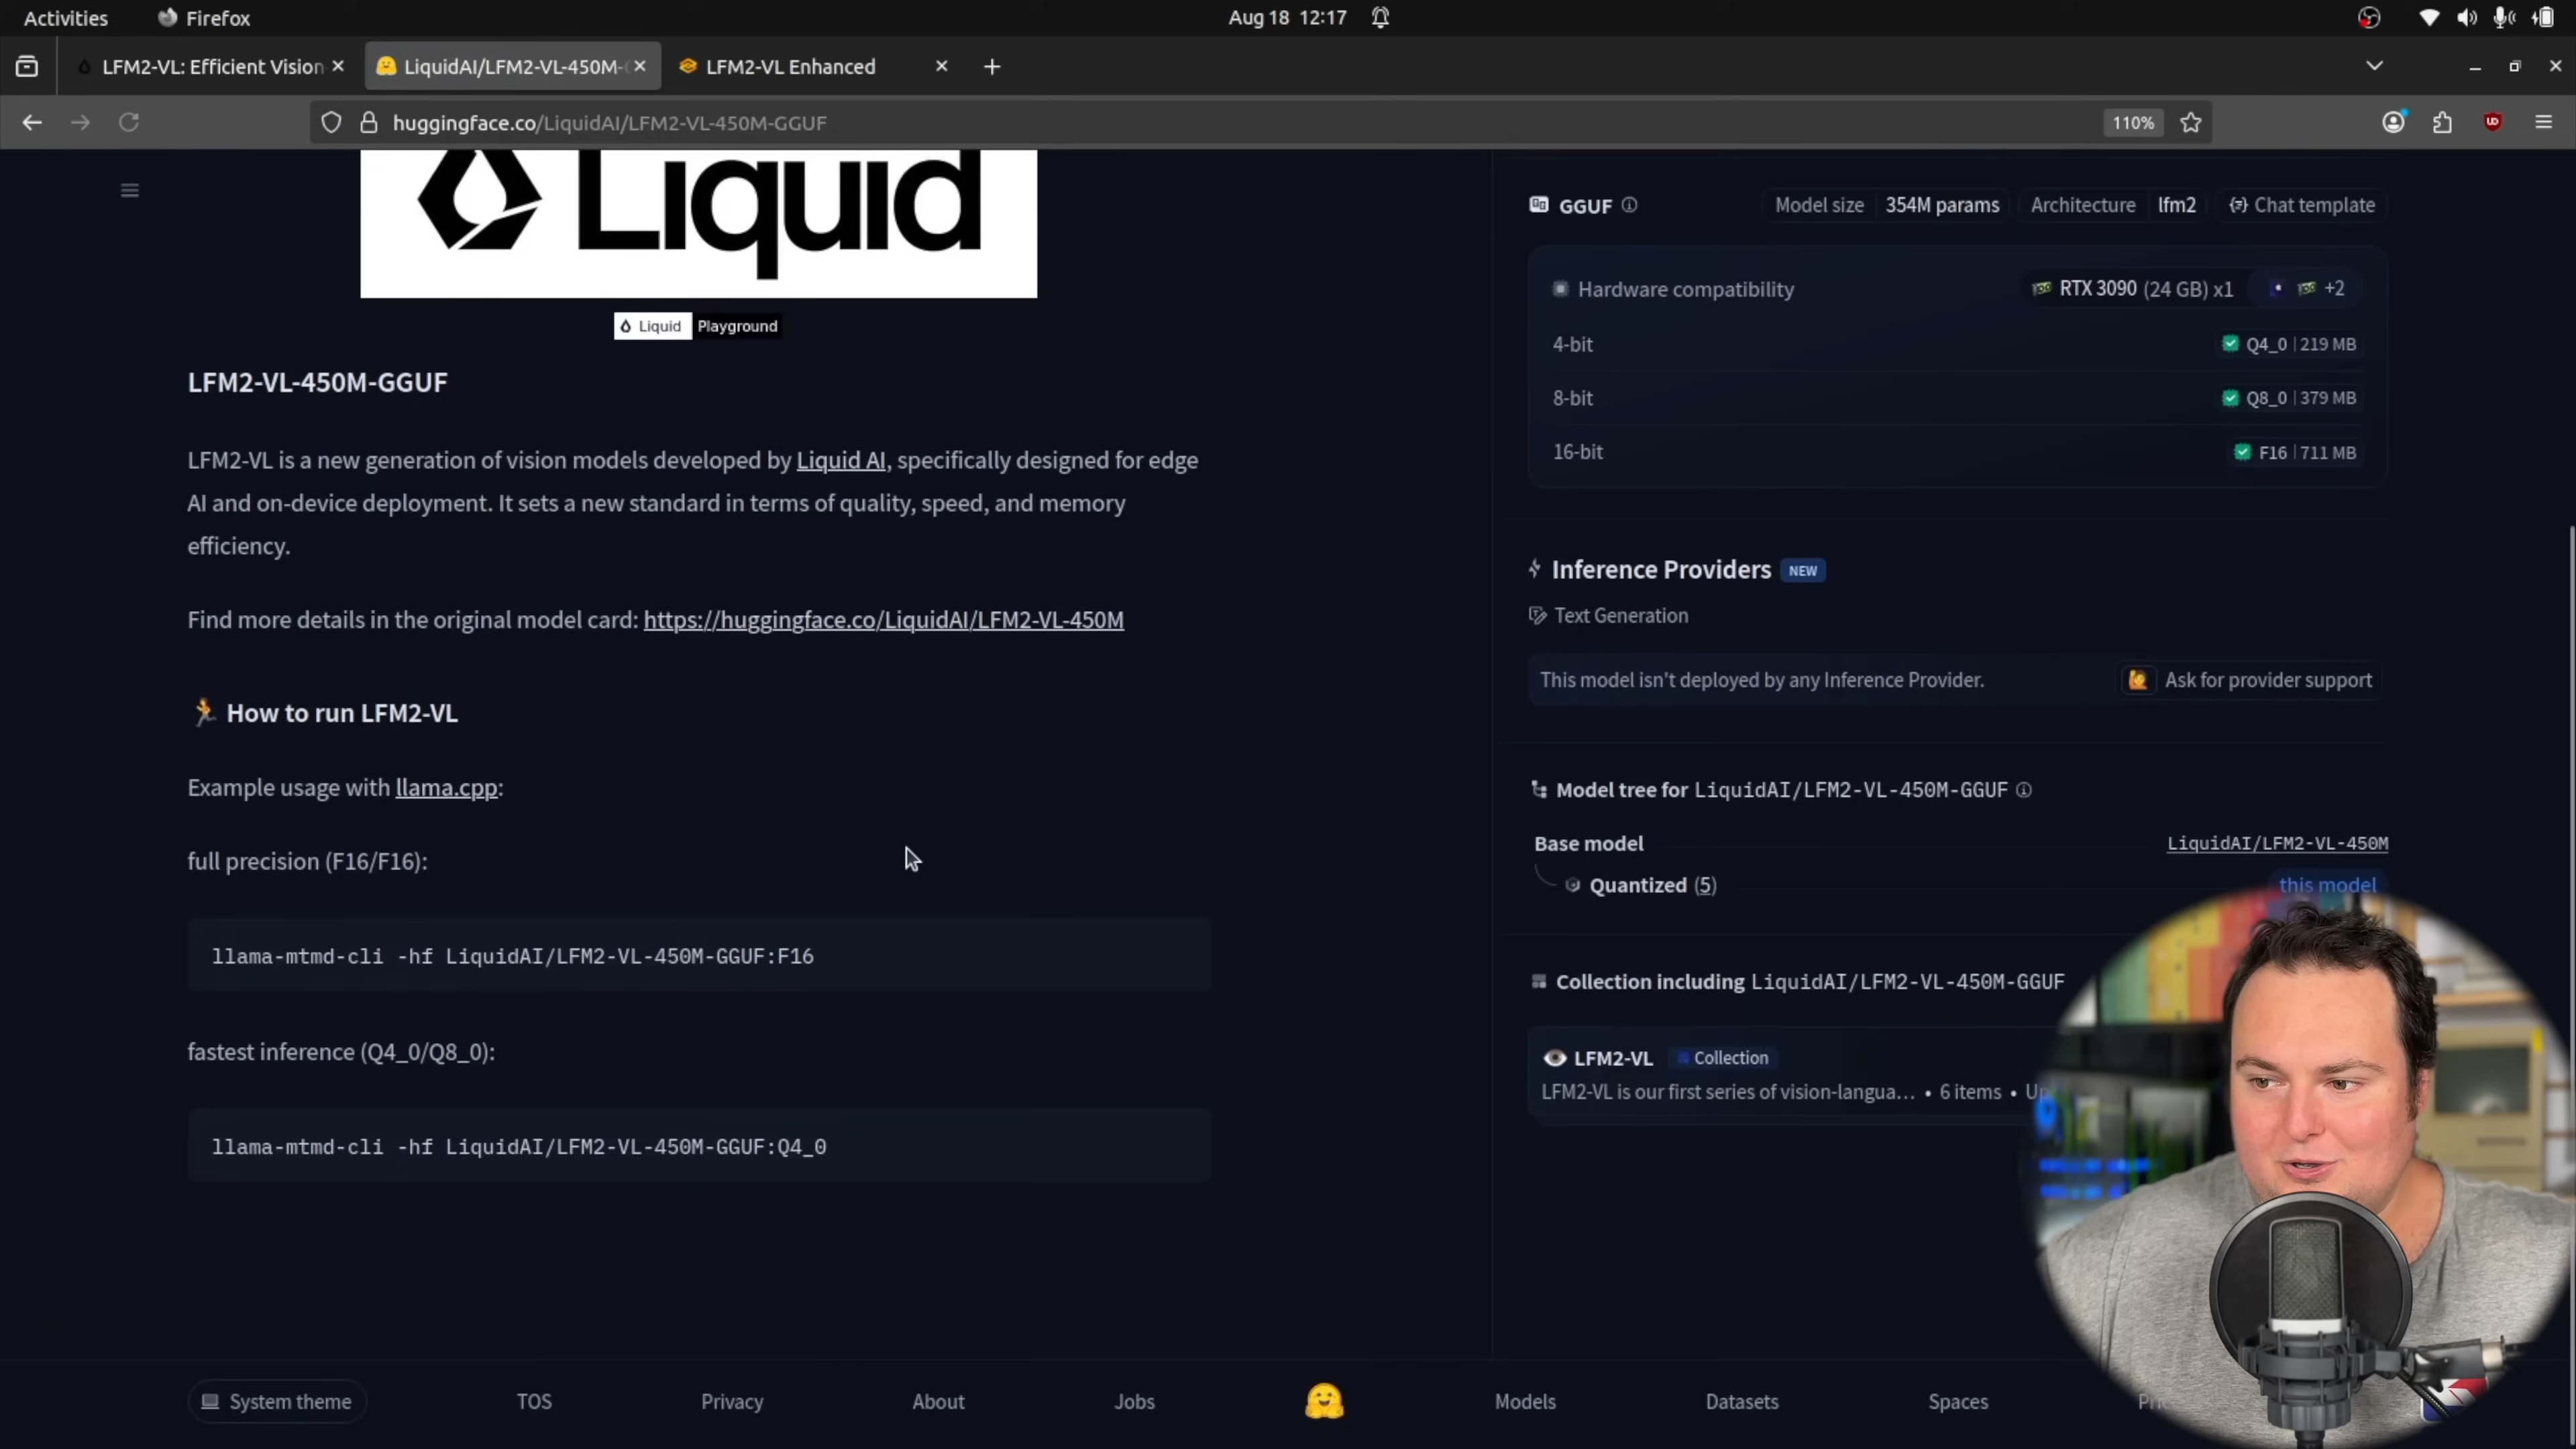 Activities
Firefox
Aug 18 12:17
LFM2-VL: Efficient Vision
LiquidAI/LFM2-VL-450M-
LFM2-VL Enhanced
huggingface.co/LiquidAI/LFM2-VL-450M-GGUF
110%
Liquid
Liquid Playground
LFM2-VL-450M-GGUF
LFM2-VL is a new generation of vision models developed by Liquid AI, specifically designed for edge
AI and on-device deployment. It sets a new standard in terms of quality, speed, and memory
efficiency.
Find more details in the original model card: https://huggingface.co/LiquidAI/LFM2-VL-450M
How to run LFM2-VL
Example usage with llama.cpp:
full precision (F16/F16):
llama-mtmd-cli -hf LiquidAI/LFM2-VL-450M-GGUF:F16
fastest inference (Q4_0/Q8_0):
llama-mtmd-cli -hf LiquidAI/LFM2-VL-450M-GGUF:Q4_0
GGUF
Model size 354M params
Architecture lfm2
Chat template
Hardware compatibility
RTX 3090 (24 GB) x1
+2
4-bit
Q4_0 | 219 MB
8-bit
Q8_0 | 379 MB
16-bit
F16 | 711 MB
Inference Providers NEW
Text Generation
This model isn't deployed by any Inference Provider.
Ask for provider support
Model tree for LiquidAI/LFM2-VL-450M-GGUF
Base model
LiquidAI/LFM2-VL-450M
Quantized (5)
this model
Collection including LiquidAI/LFM2-VL-450M-GGUF
LFM2-VL Collection
LFM2-VL is our first series of vision-langua... • 6 items •
System theme
TOS
Privacy
About
Jobs
Models
Datasets
Spaces